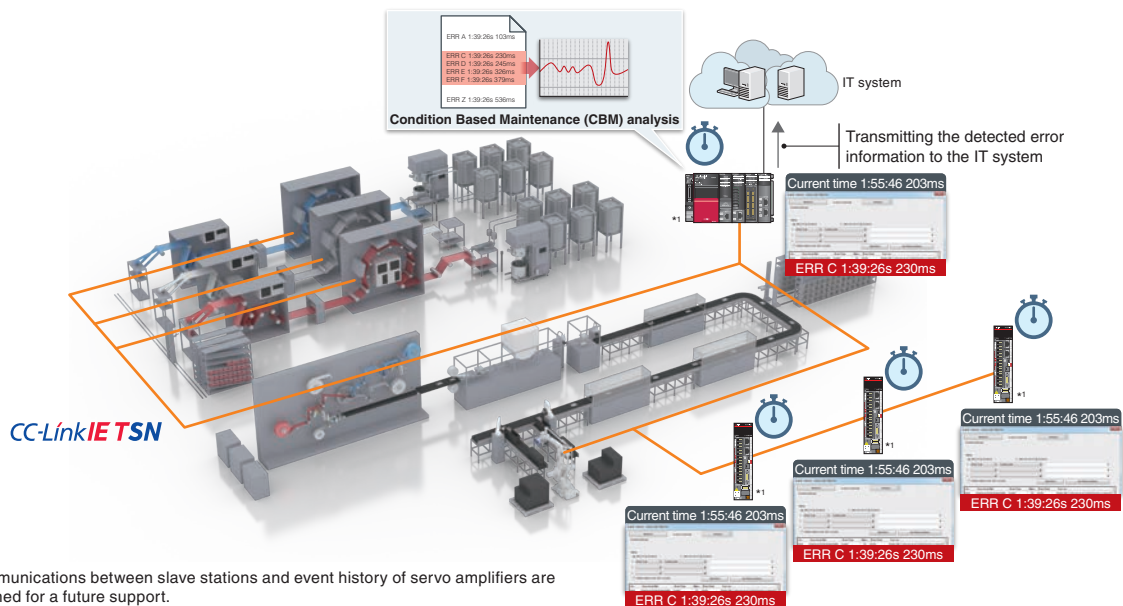 ERR A 1:39:26s 103ms
ERR C 1:39:26s 230ms
ERR D 1:39:26s 245ms
ERR E 1:39:26s 326ms
ERR F 1:39:26s 379ms
ERR Z 1:39:26s 536ms
Condition Based Maintenance (CBM) analysis
IT system
Transmitting the detected error
information to the IT system
*1
Current time 1:55:46 203ms
ERR C 1:39:26s 230ms
CC-Link IE TSN
*1
Current time 1:55:46 203ms
ERR C 1:39:26s 230ms
*1
Current time 1:55:46 203ms
ERR C 1:39:26s 230ms
*1
Current time 1:55:46 203ms
ERR C 1:39:26s 230ms
munications between slave stations and event history of servo amplifiers are
ned for a future support.